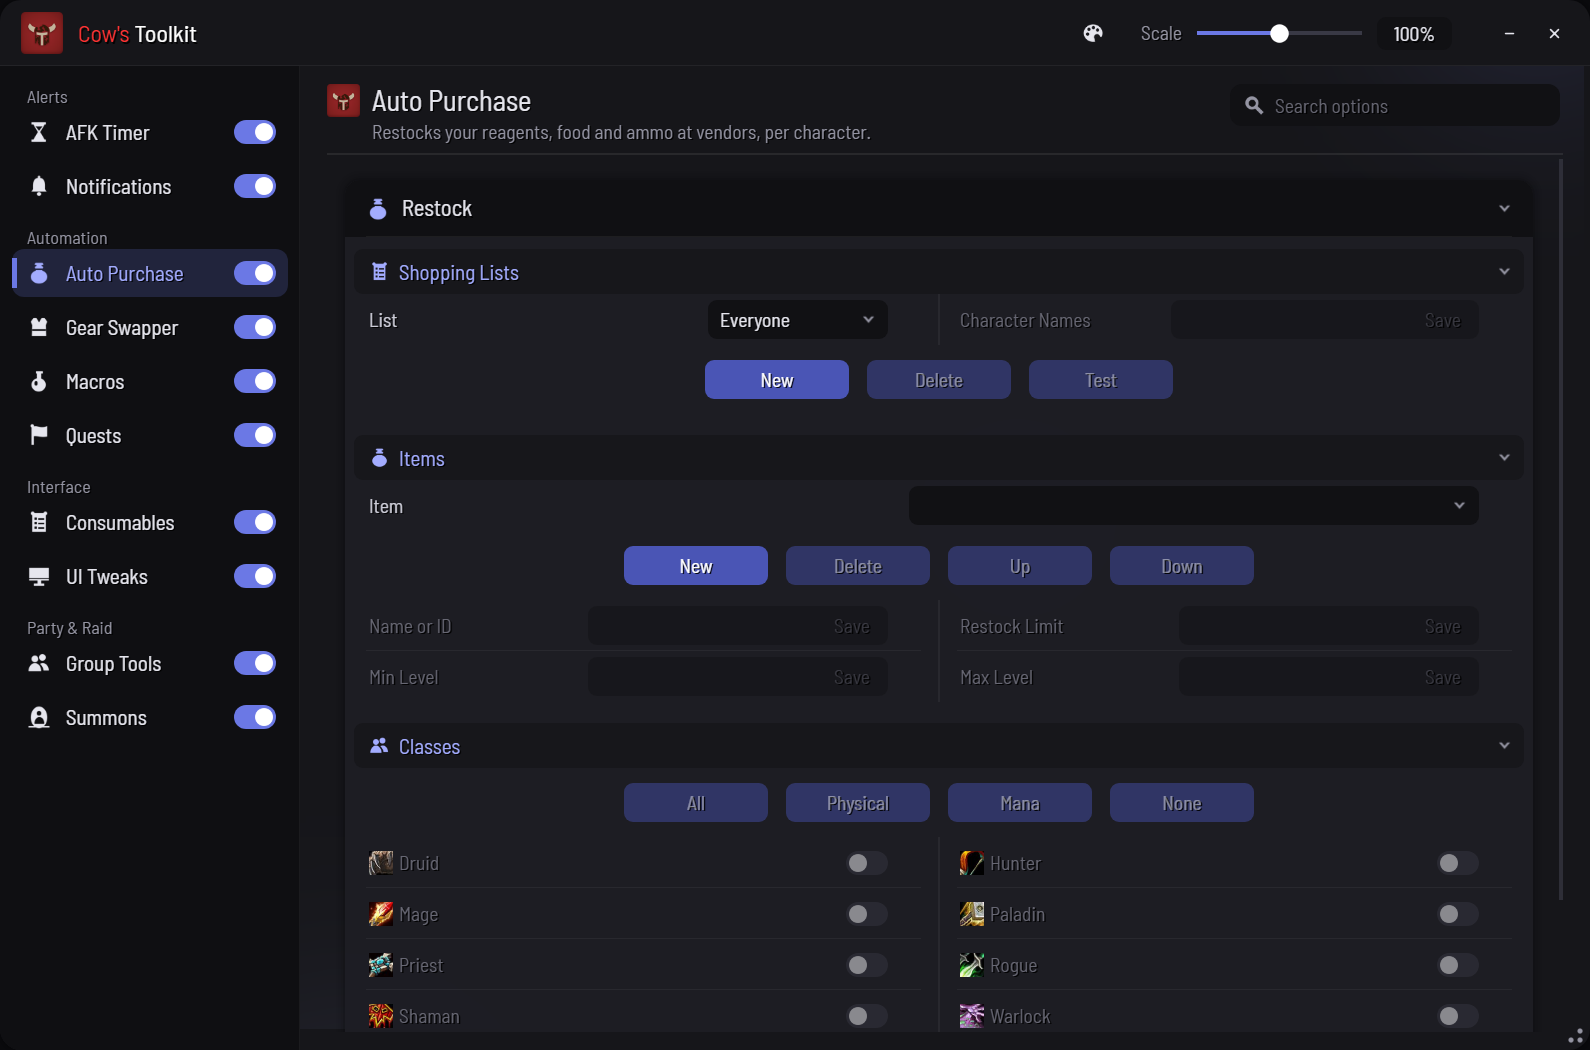 Cow's Toolkit
Scale
100%
Alerts
AFK Timer
Notifications
Automation
Auto Purchase
Gear Swapper
Macros
Quests
Interface
Consumables
UI Tweaks
Party & Raid
Group Tools
Summons
Auto Purchase
Restocks your reagents, food and ammo at vendors, per character.
Search options
Restock
Shopping Lists
List
Everyone
Character Names
Save
New
Delete
Test
Items
Item
New
Delete
Up
Down
Name or ID
Save
Restock Limit
Save
Min Level
Save
Max Level
Save
Classes
All
Physical
Mana
None
Druid
Hunter
Mage
Paladin
Priest
Rogue
Shaman
Warlock